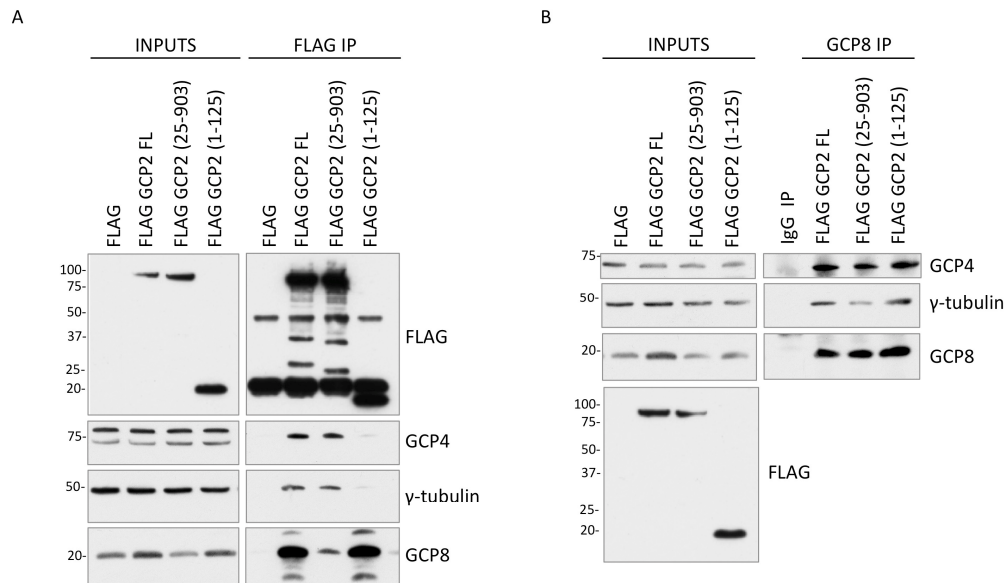 A
INPUTS
FLAG IP
FLAG
FLAG GCP2 FL
FLAG GCP2 (25-903)
FLAG GCP2 (1-125)
FLAG
FLAG GCP2 FL
FLAG GCP2 (25-903)
FLAG GCP2 (1-125)
100-
75-
50-
37-
25-
20-
FLAG
75-
GCP4
50-
γ-tubulin
20-
GCP8
B
INPUTS
GCP8 IP
FLAG
FLAG GCP2 FL
FLAG GCP2 (25-903)
FLAG GCP2 (1-125)
IgG IP
FLAG GCP2 FL
FLAG GCP2 (25-903)
FLAG GCP2 (1-125)
75-
GCP4
50-
γ-tubulin
20-
GCP8
100-
75-
50-
37-
25-
20-
FLAG